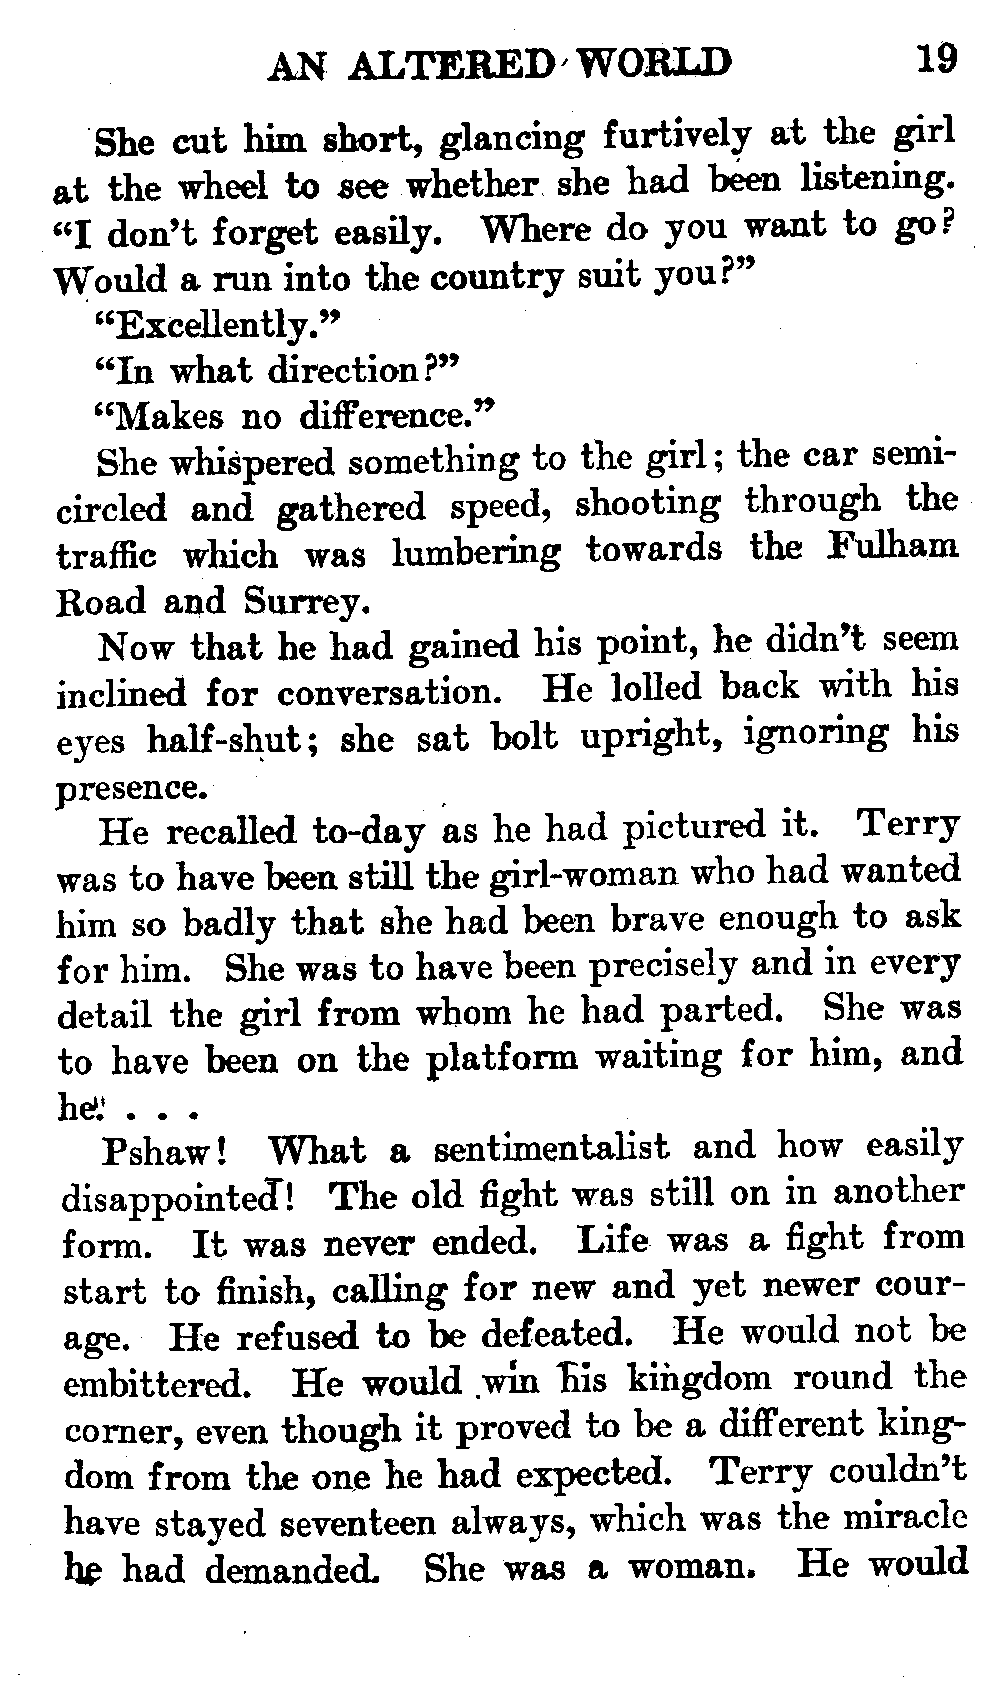 AN ALTERED WORLD 19
She cut him short, glancing furtively at the girl
at the wheel to see whether she had been listening.
“I don’t forget easily. Where do you want to go?
Would a run into the country suit you?”
“Excellently.”
“In what direction?”
“Makes no difference.”
She whispered something to the girl; the car semi-
circled and gathered speed, shooting through the
traffic which was lumbering towards the Fulham
Road and Surrey.
Now that he had gained his point, he didn’t seem
inclined for conversation. He lolled back with his
eyes half-shut; she sat bolt upright, ignoring his
presence.
He recalled to-day as he had pictured it. Terry
was to have been still the girl-woman who had wanted
him so badly that she had been brave enough to ask
for him. She was to have been precisely and in every
detail the girl from whom he had parted. She was
to have been on the platform waiting for him, and
he! . . .
Pshaw! What a sentimentalist and how easily
disappointed! The old fight was still on in another
form. It was never ended. Life was a fight from
start to finish, calling for new and yet newer cour-
age. He refused to be defeated. He would not be
embittered. He would win his kingdom round the
corner, even though it proved to be a different king-
dom from the one he had expected. Terry couldn’t
have stayed seventeen always, which was the miracle
he had demanded. She was a woman. He would